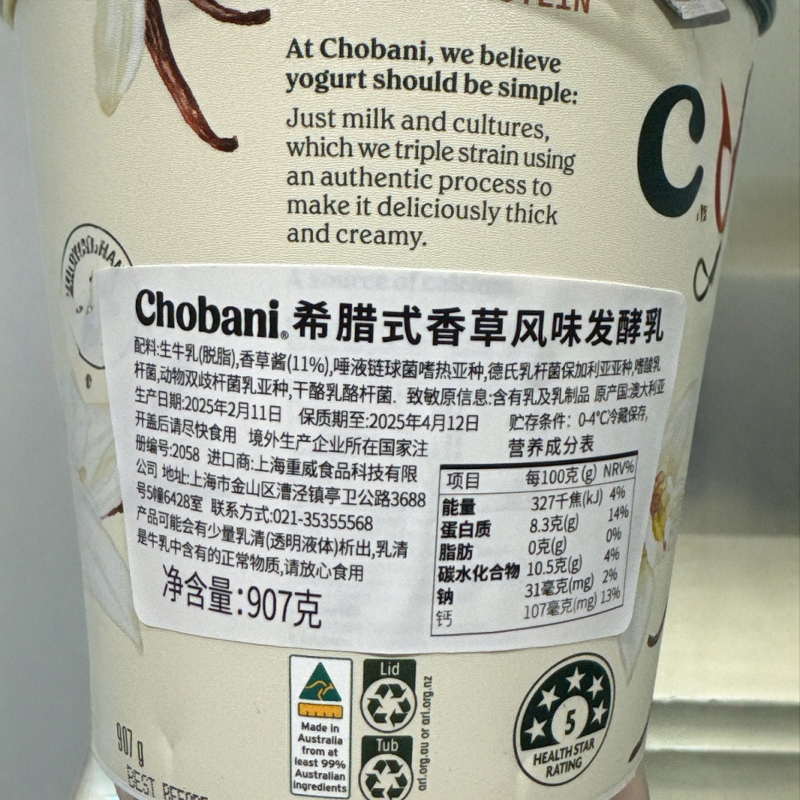 At Chobani, we believe
yogurt should be simple:
Just milk and cultures,
which we triple strain using
an authentic process to
make it deliciously thick
and creamy.
Chobani®希腊式香草风味发酵乳
配料:生牛乳(脱脂),香草酱(11%),唾液链球菌嗜热亚种,德氏乳杆菌保加利亚亚种,嗜酸乳
杆菌,动物双歧杆菌乳亚种,干酪乳酪杆菌. 致敏原信息:含有乳及乳制品 原产国:澳大利亚
生产日期:2025年2月11日 保质期至:2025年4月12日 贮存条件: 0-4°C冷藏保存,
开盖后请尽快食用 境外生产企业所在国家注
册编号:2058 进口商:上海重威食品科技有限
公司 地址:上海市金山区漕泾镇亭卫公路3688
号5幢6428室 联系方式:021-35355568
产品可能会有少量乳清(透明液体)析出,乳清
是牛乳中含有的正常物质,请放心食用
净含量:907克
营养成分表
项目 每100克(g) NRV%
能量 327千焦(kJ) 4%
蛋白质 8.3克(g) 14%
脂肪 0克(g) 0%
碳水化合物 10.5克(g) 4%
钠 31毫克(mg) 2%
钙 107毫克(mg) 13%
Made in
Australia
from at
least 99%
Australian
ingredients
Lid
Tub
arl.org.au or arl.org.nz
5
HEALTH STAR
RATING
907 g
BEST BEFORE